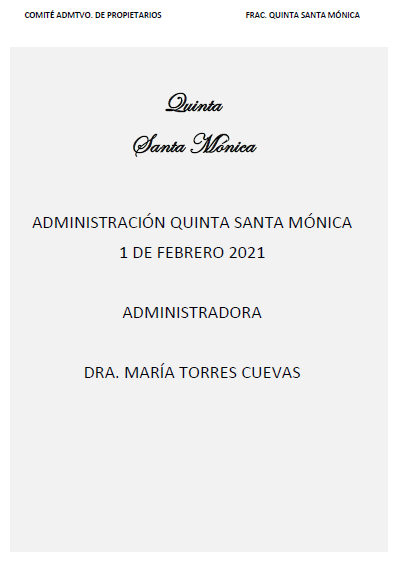 COMITÉ ADMTVO. DE PROPIETARIOS FRAC. QUINTA SANTA MÓNICA
Quinta
Santa Mónica
ADMINISTRACIÓN QUINTA SANTA MÓNICA
1 DE FEBRERO 2021
ADMINISTRADORA
DRA. MARÍA TORRES CUEVAS